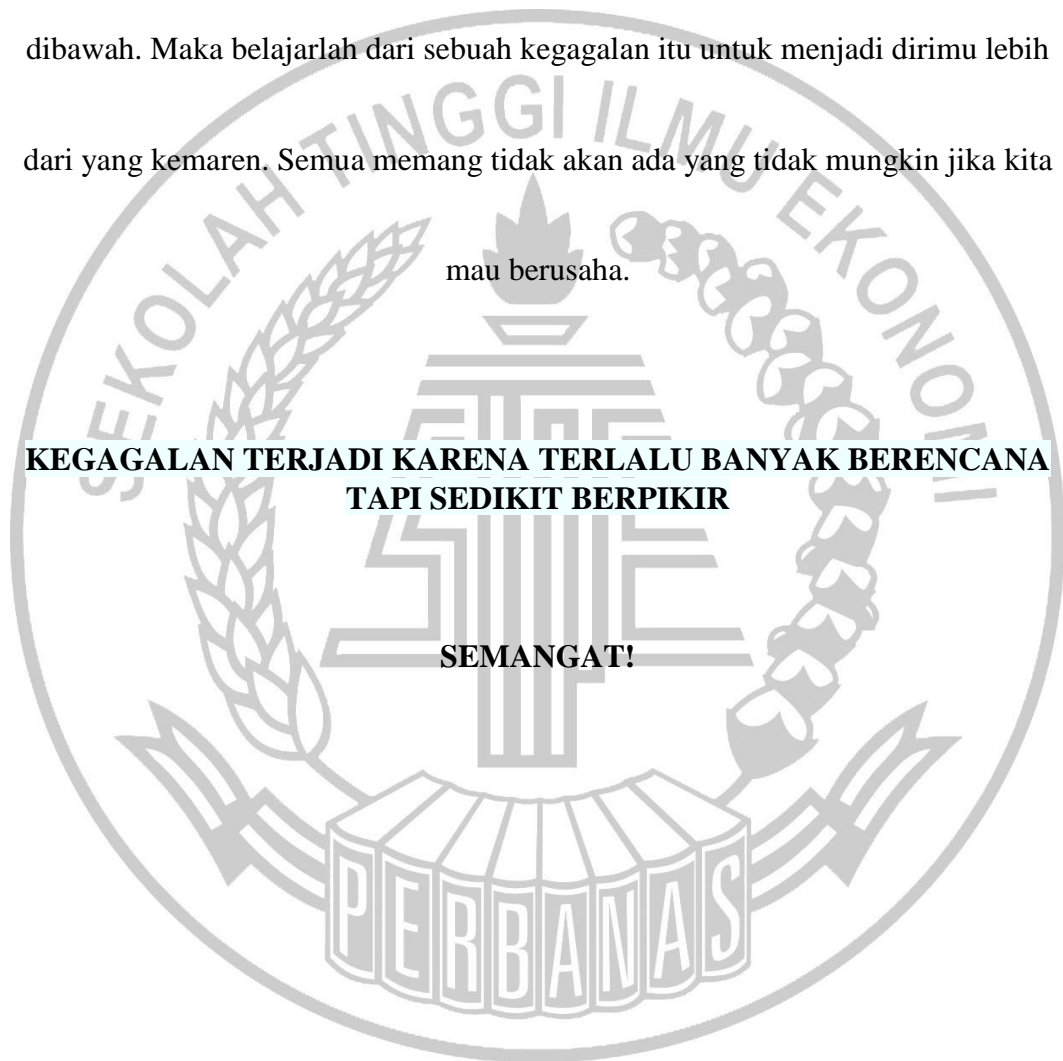 dibawah. Maka belajarlah dari sebuah kegagalan itu untuk menjadi dirimu lebih
dari yang kemaren. Semua memang tidak akan ada yang tidak mungkin jika kita
mau berusaha.
KEGAGALAN TERJADI KARENA TERLALU BANYAK BERENCANA
TAPI SEDIKIT BERPIKIR
SEMANGAT!
SEKOLAH TINGGI ILMU EKONOMI
PERBANAS